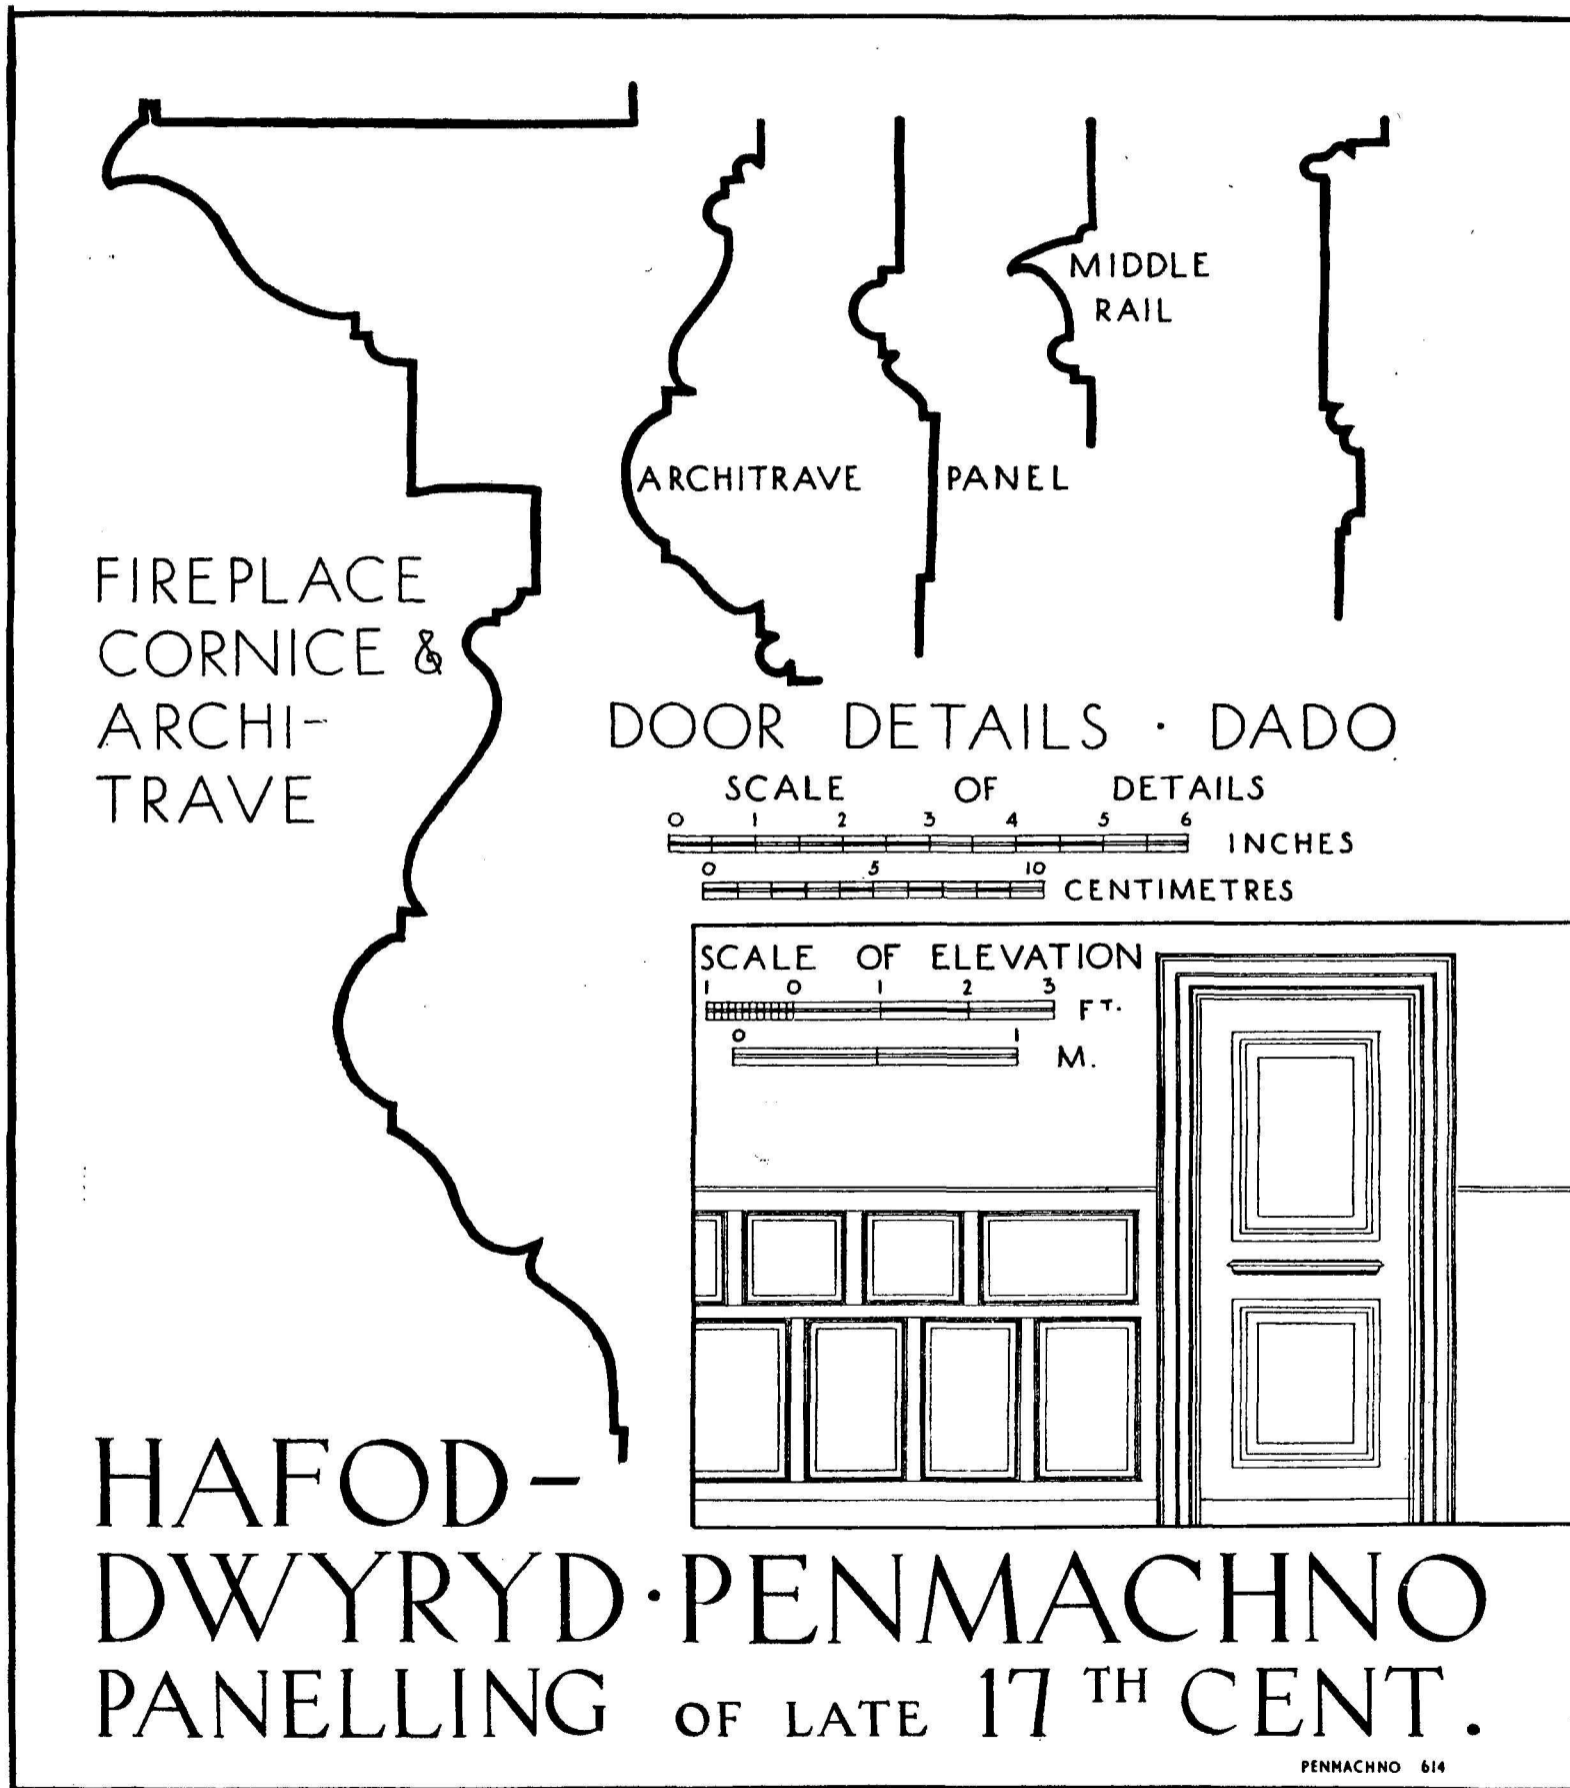 MIDDLE
RAIL
ARCHITRAVE
PANEL
FIREPLACE
CORNICE &
ARCHI-
TRAVE
DOOR DETAILS · DADO
SCALE OF DETAILS
0 1 2 3 4 5 6
INCHES
0 5 10
CENTIMETRES
SCALE OF ELEVATION
1 0 1 2 3
FT.
0 1
M.
HAFOD-
DWYRYD · PENMACHNO
PANELLING OF LATE 17TH CENT.
PENMACHNO 614